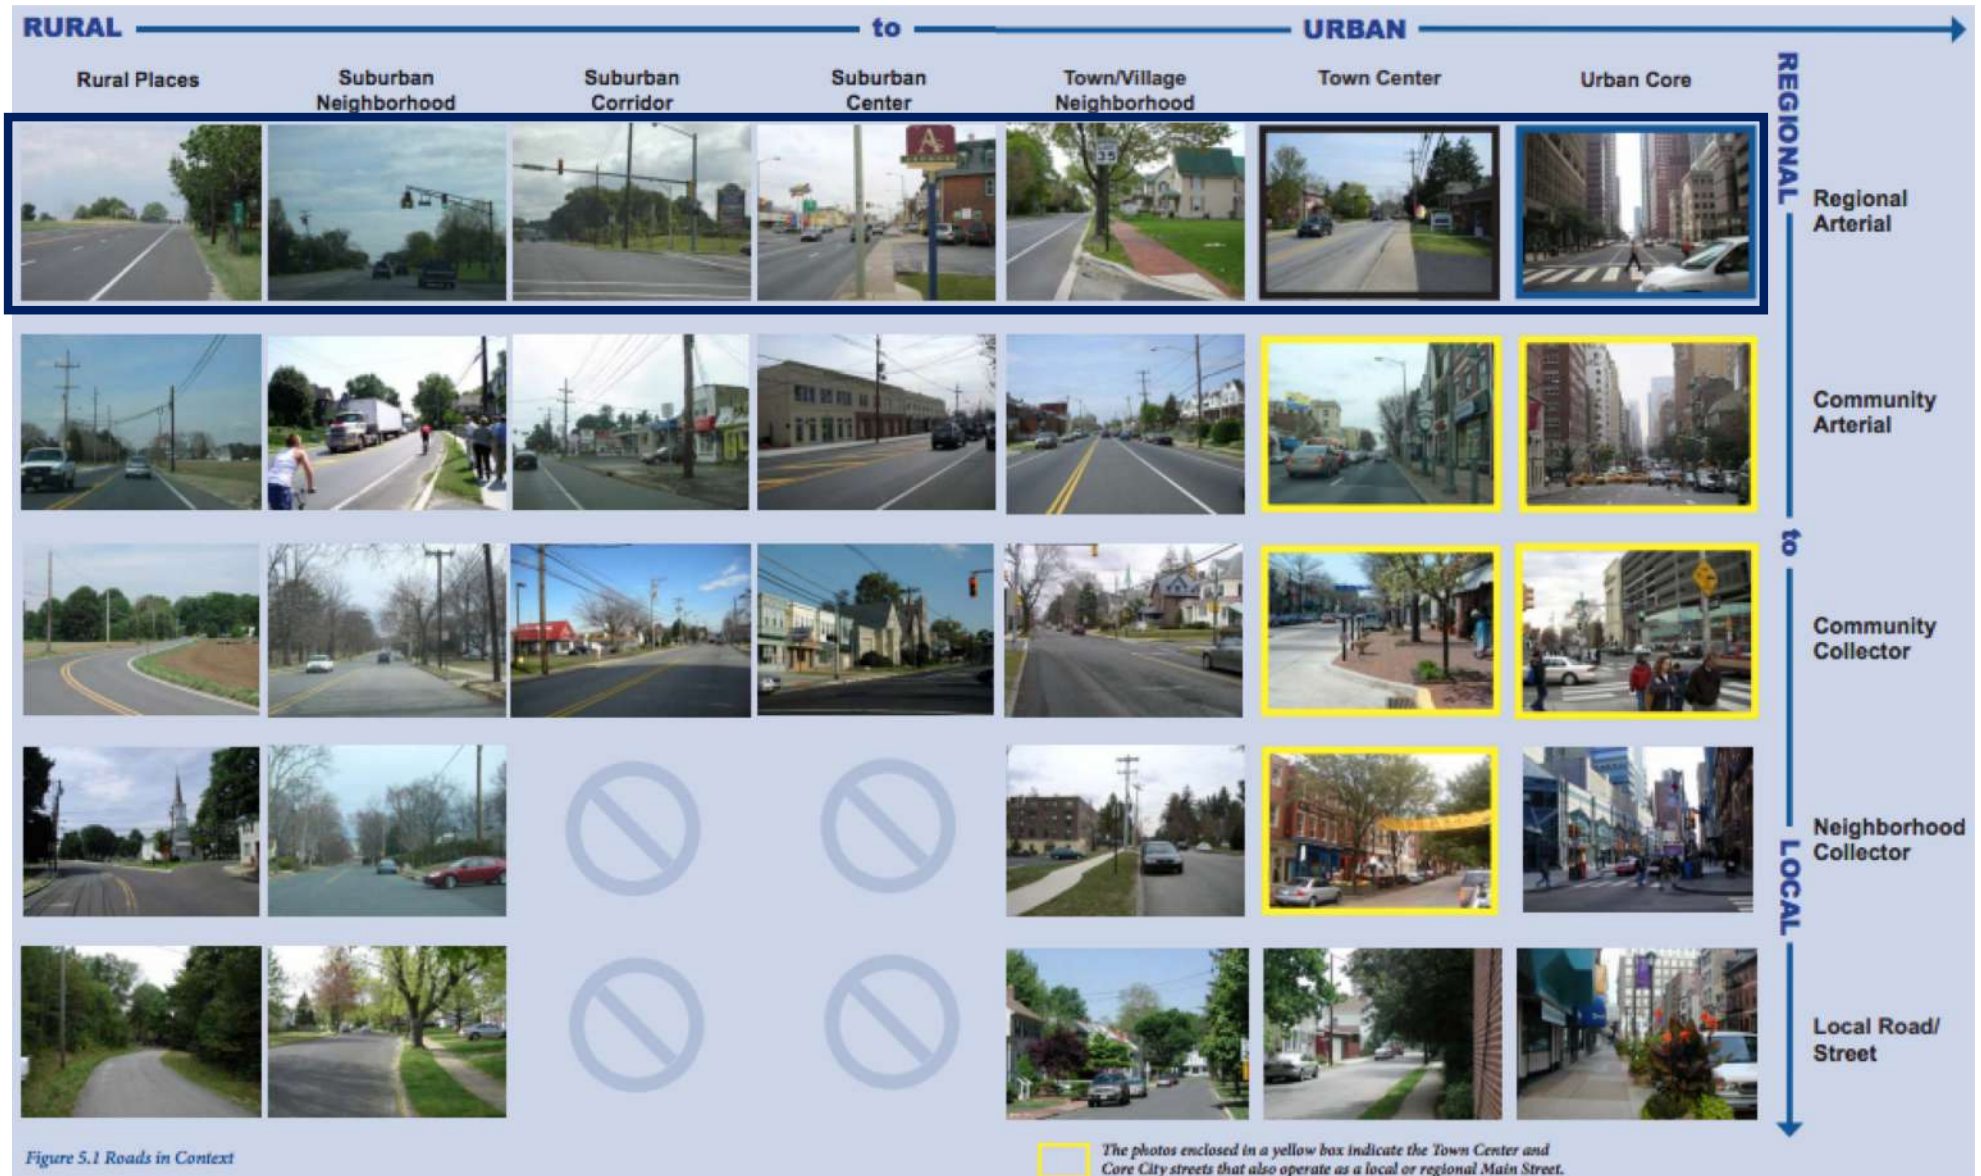 RURAL to URBAN
Rural Places
Suburban
Neighborhood
Suburban
Corridor
Suburban
Center
Town/Village
Neighborhood
Town Center
Urban Core
REGIONAL
to
LOCAL
35
A
Regional
Arterial
Community
Arterial
Community
Collector
Neighborhood
Collector
Local Road/
Street
Figure 5.1 Roads in Context
The photos enclosed in a yellow box indicate the Town Center and
Core City streets that also operate as a local or regional Main Street.